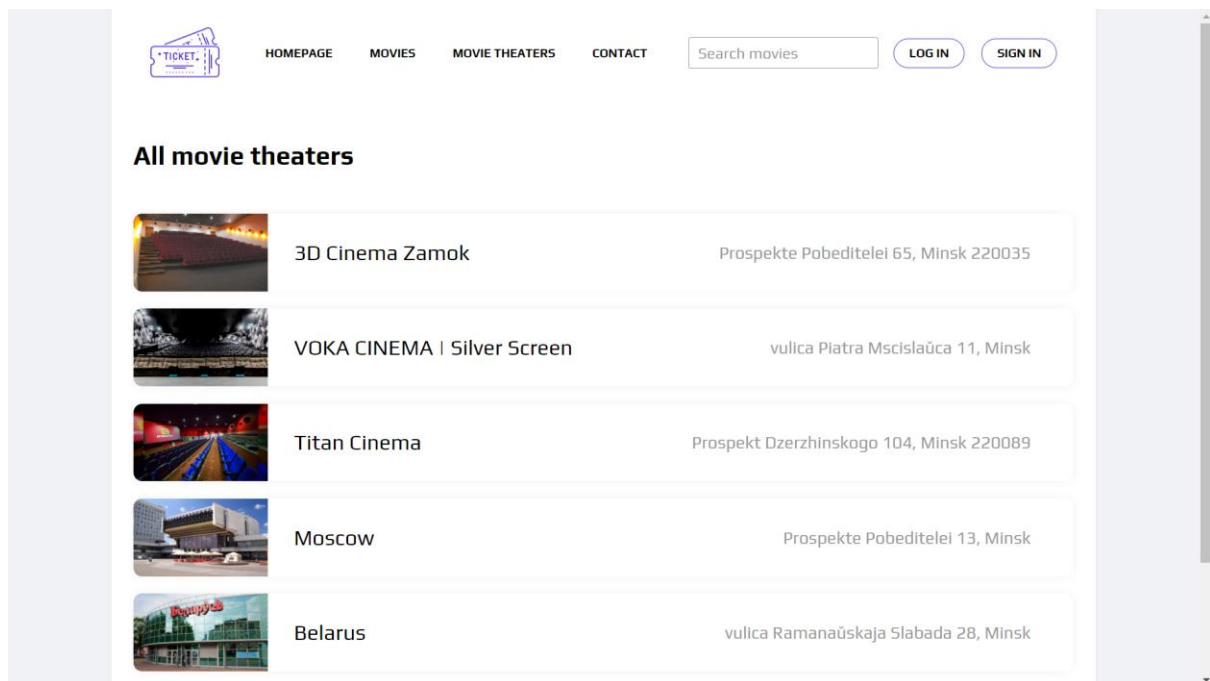 TICKET
HOMEPAGE MOVIES MOVIE THEATERS CONTACT Search movies LOG IN SIGN IN
All movie theaters
3D Cinema Zamok Prospekte Pobeditelei 65, Minsk 220035
VOKA CINEMA | Silver Screen vulica Piatra Mscislaŭca 11, Minsk
Titan Cinema Prospekt Dzerzhinskogo 104, Minsk 220089
Moscow Prospekte Pobeditelei 13, Minsk
Беларусь
Belarus vulica Ramanaŭskaja Slabada 28, Minsk